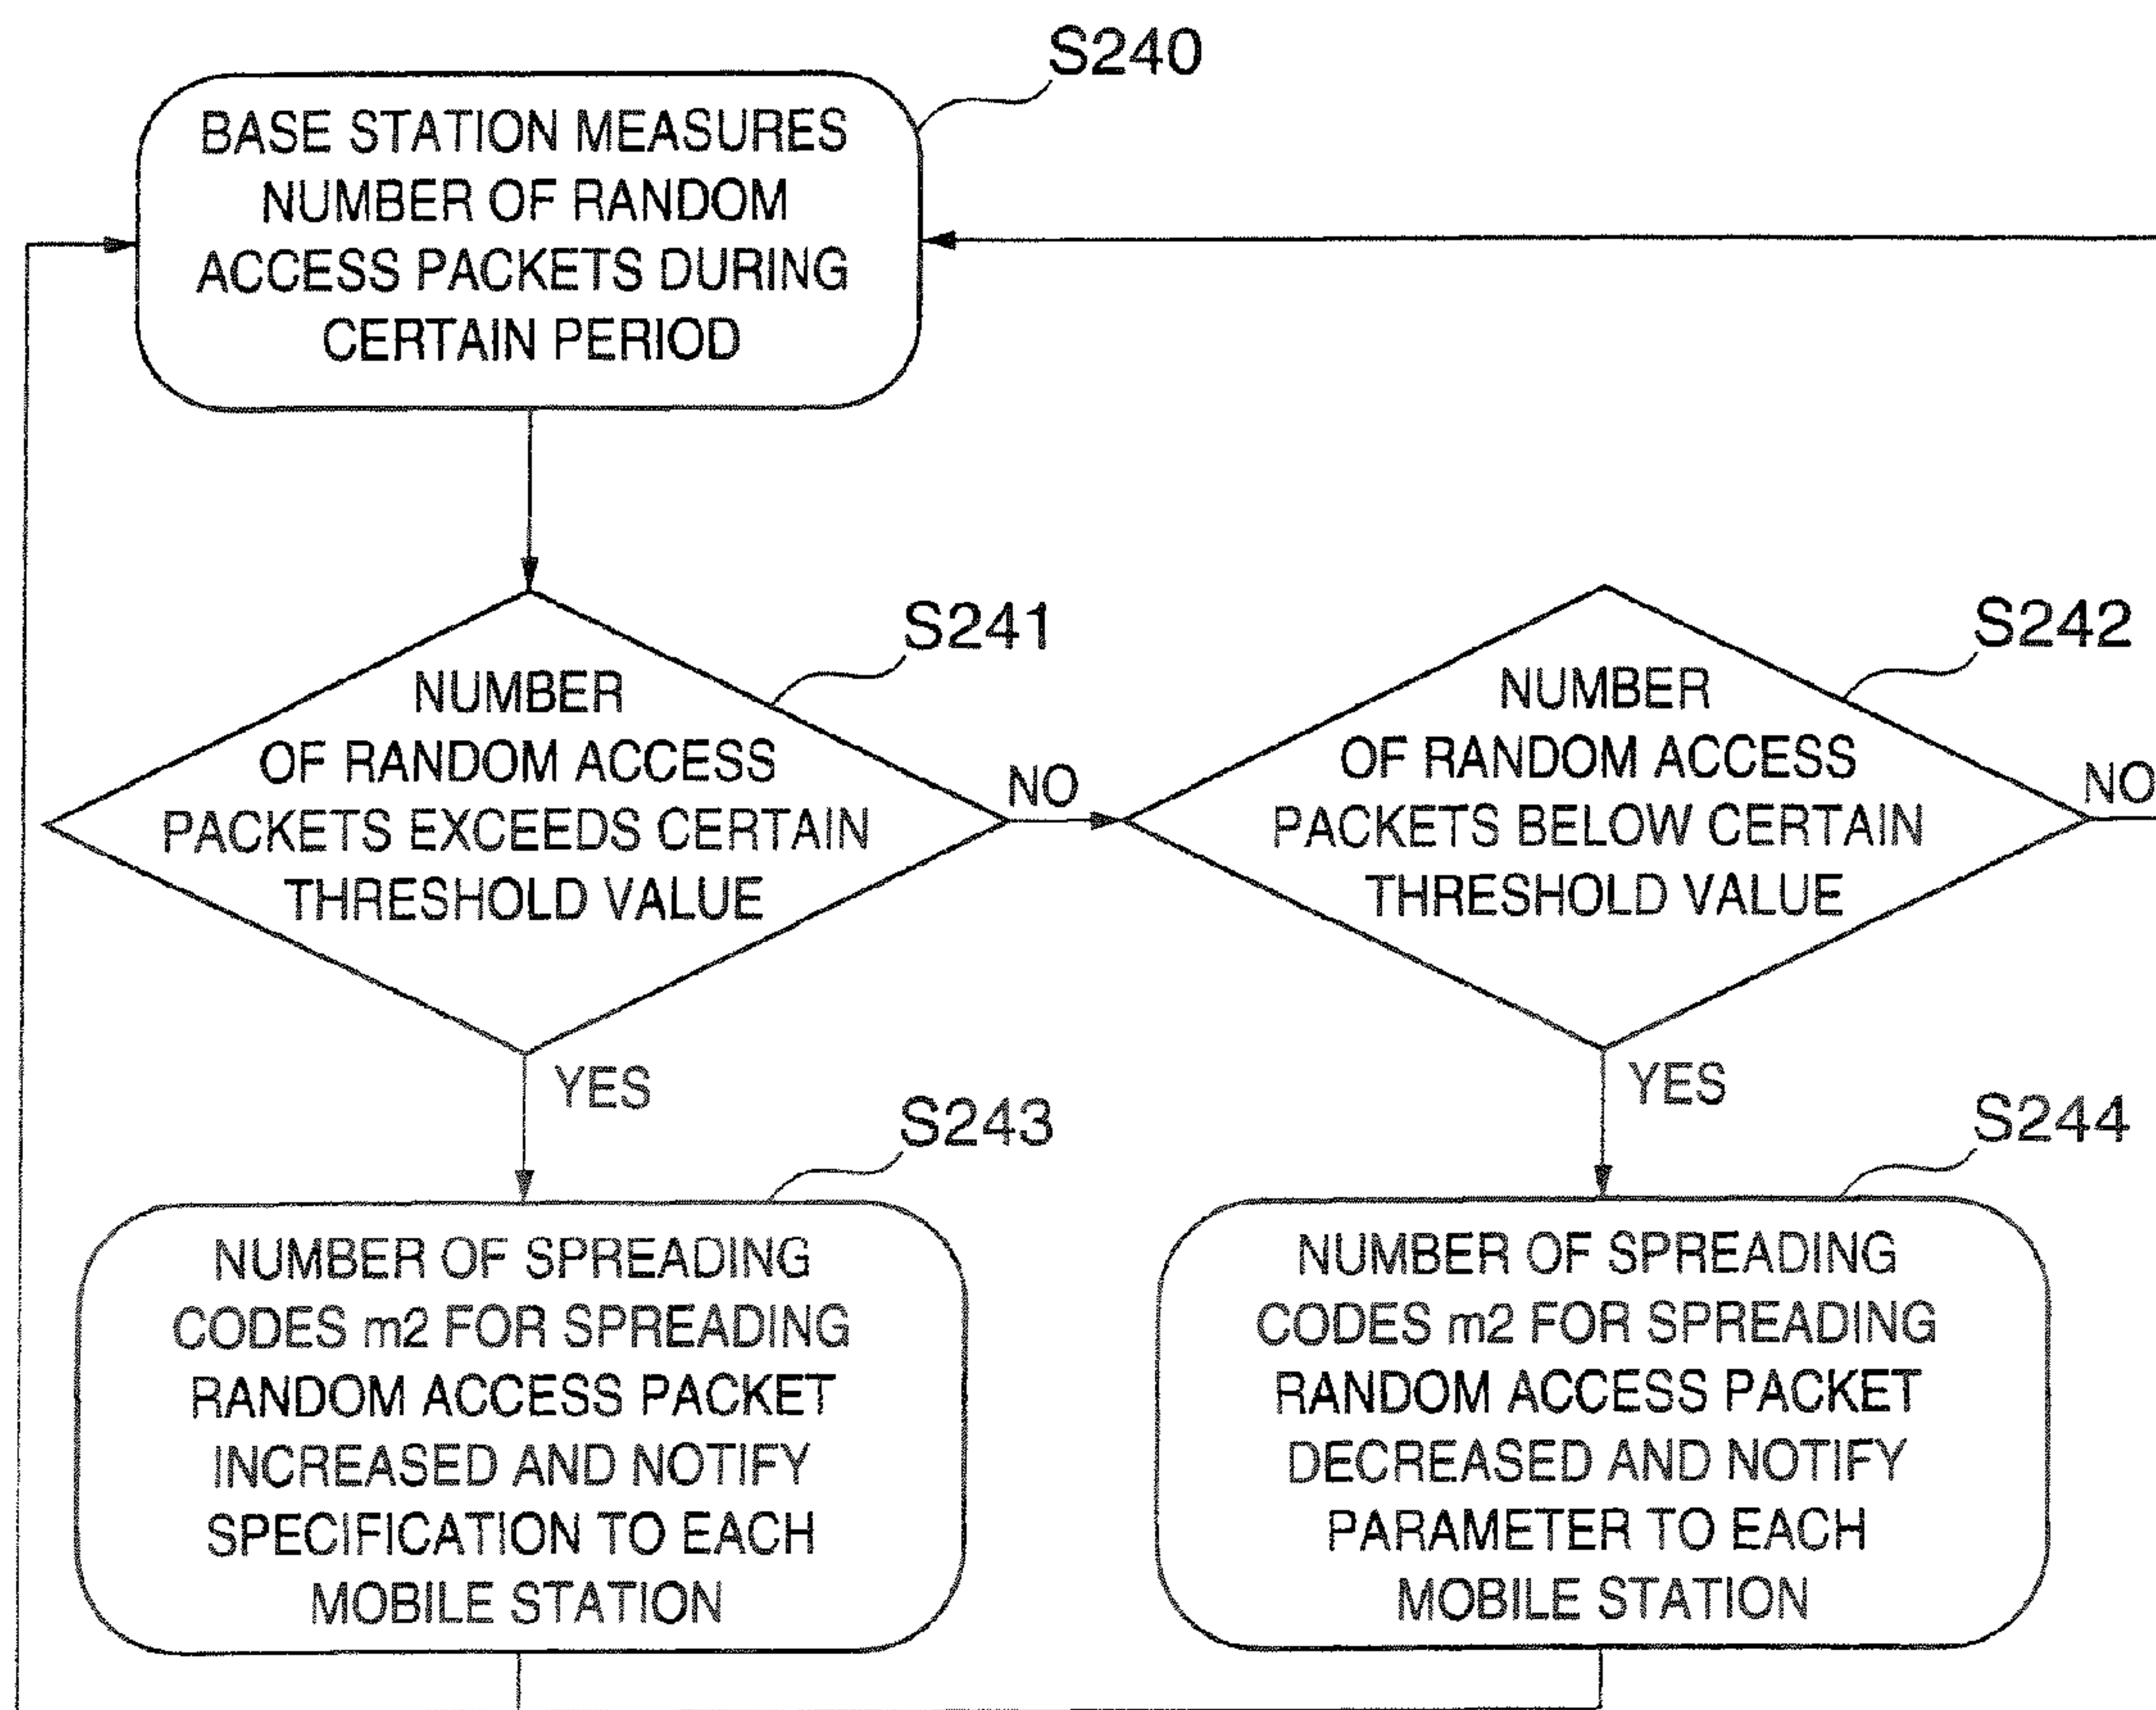 S240
BASE STATION MEASURES
NUMBER OF RANDOM
ACCESS PACKETS DURING
CERTAIN PERIOD
S241
NUMBER
OF RANDOM ACCESS
PACKETS EXCEEDS CERTAIN
THRESHOLD VALUE
NO
YES
S242
NUMBER
OF RANDOM ACCESS
PACKETS BELOW CERTAIN
THRESHOLD VALUE
NO
YES
S243
NUMBER OF SPREADING
CODES m2 FOR SPREADING
RANDOM ACCESS PACKET
INCREASED AND NOTIFY
SPECIFICATION TO EACH
MOBILE STATION
S244
NUMBER OF SPREADING
CODES m2 FOR SPREADING
RANDOM ACCESS PACKET
DECREASED AND NOTIFY
PARAMETER TO EACH
MOBILE STATION